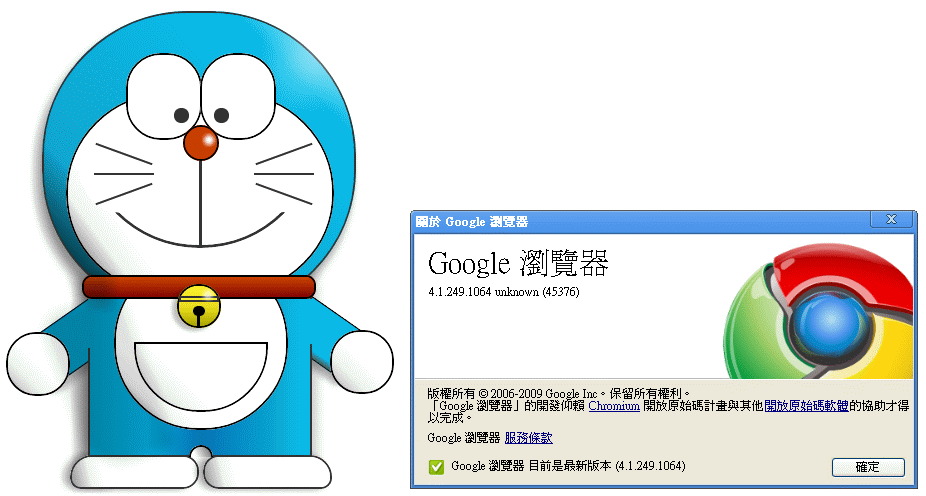 關於 Google 瀏覽器
Google 瀏覽器
4.1.249.1064 unknown (45376)
版權所有 © 2006-2009 Google Inc。保留所有權利。
「Google 瀏覽器」的開發仰賴 Chromium 開放原始碼計畫與其他開放原始碼軟體的協助才得
以完成。
Google 瀏覽器 服務條款
Google 瀏覽器 目前是最新版本 (4.1.249.1064)
確定